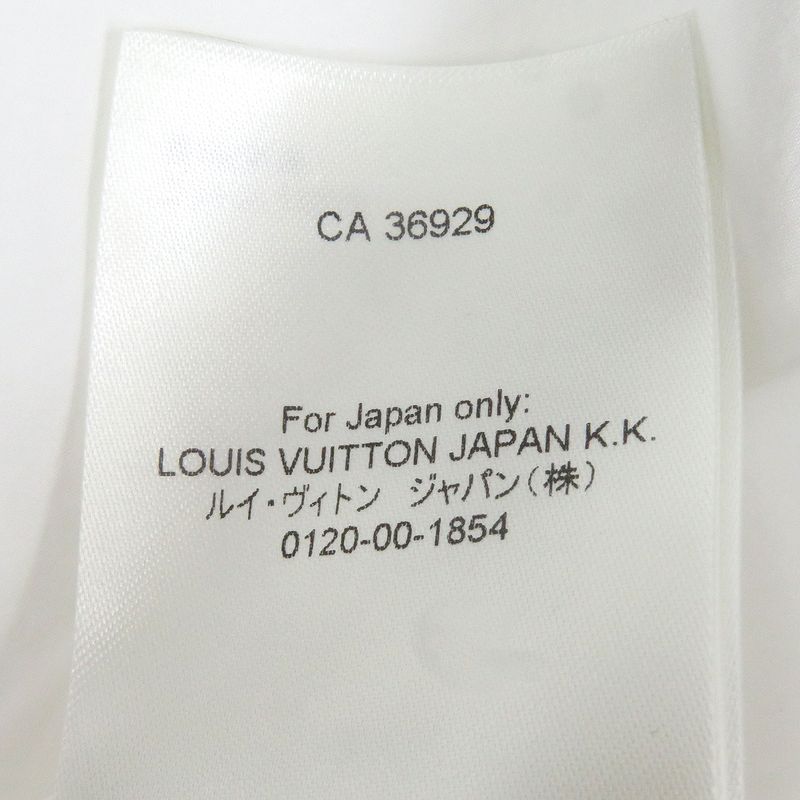 CA 36929
For Japan only:
LOUIS VUITTON JAPAN K.K.
ルイ・ヴィトン ジャパン(株)
0120-00-1854